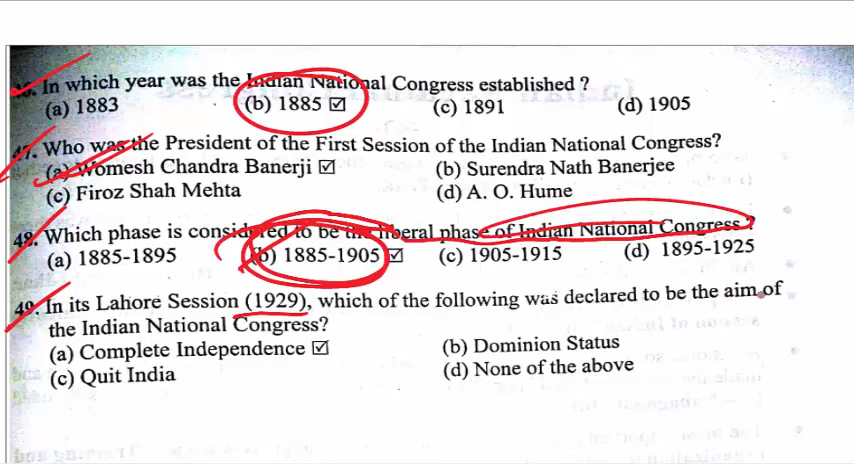 In which year was the Indian National Congress established ?
(a) 1883 (b) 1885 ☑ (c) 1891 (d) 1905
47. Who was the President of the First Session of the Indian National Congress?
(a) Womesh Chandra Banerji ☑ (b) Surendra Nath Banerjee
(c) Firoz Shah Mehta (d) A. O. Hume
48. Which phase is considered to be the liberal phase of Indian National Congress ?
(a) 1885-1895 (b) 1885-1905 ☑ (c) 1905-1915 (d) 1895-1925
49. In its Lahore Session (1929), which of the following was declared to be the aim of
the Indian National Congress?
(a) Complete Independence ☑ (b) Dominion Status
(c) Quit India (d) None of the above